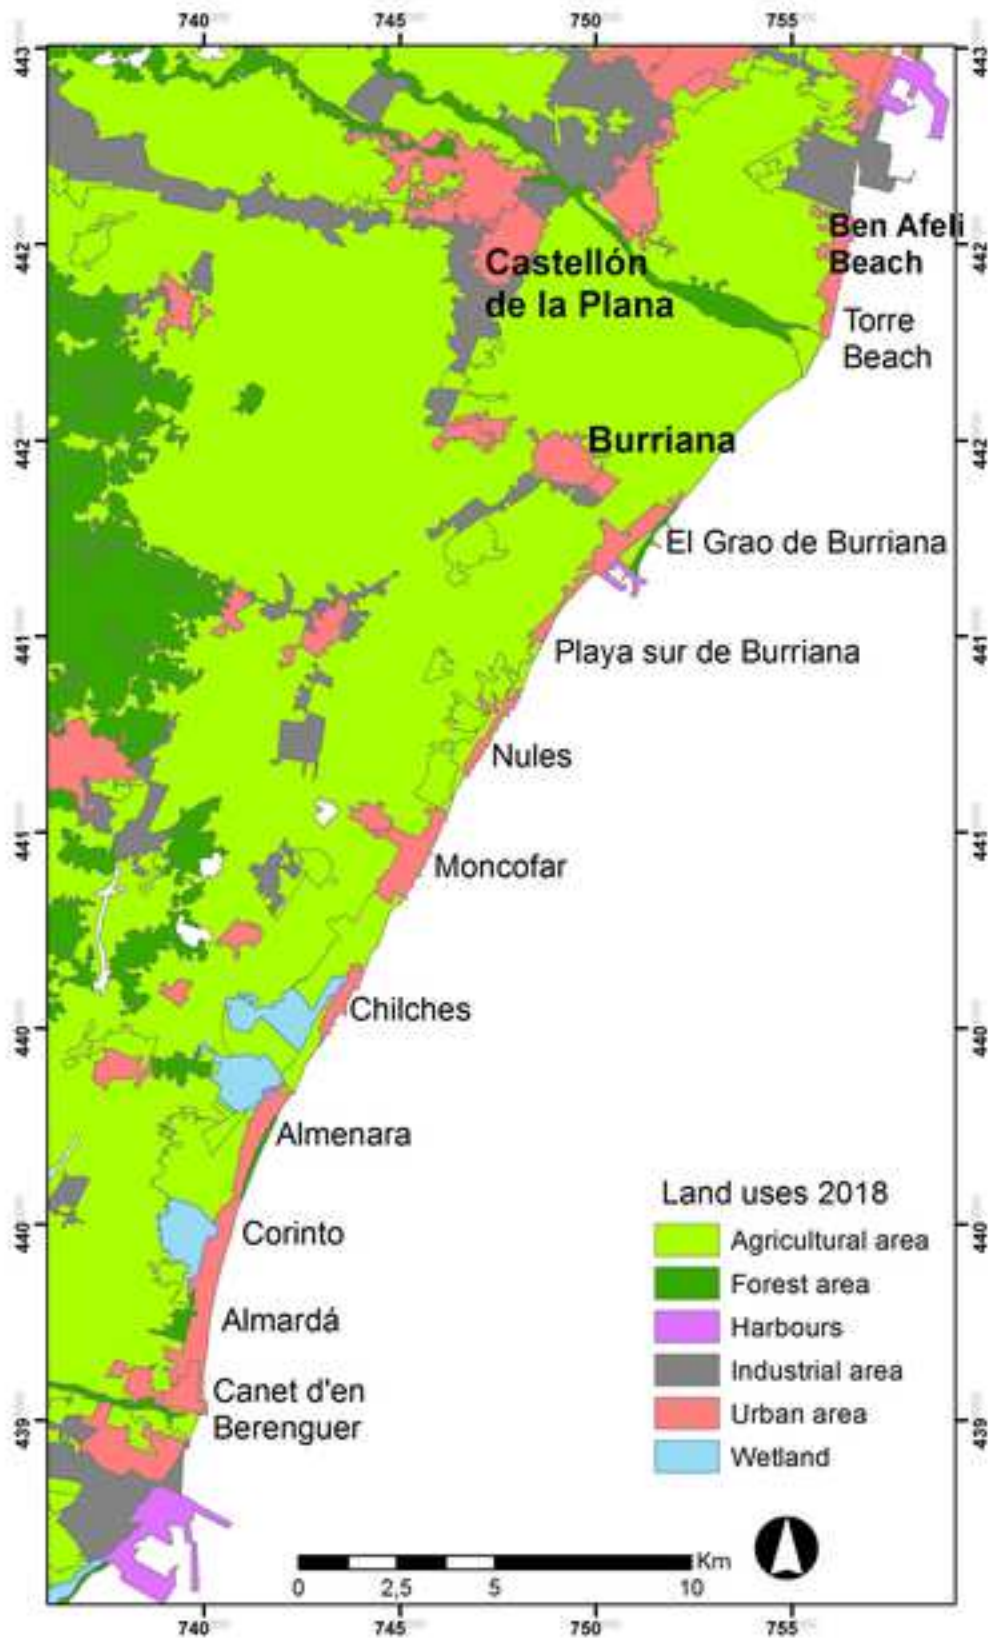 740 745 750 755
443 443
Ben Afeli
Beach
442 442
Castellón
de la Plana
Torre
Beach
442 442
Burriana
El Grao de Burriana
441 441
Playa sur de Burriana
Nules
441 441
Moncofar
Chilches
440 440
Almenara
Land uses 2018
440 440
Corinto
Agricultural area
Forest area
Almardá
Harbours
Industrial area
Canet d'en
Berenguer
Urban area
439 439
Wetland
Km
0 2,5 5 10
740 745 750 755